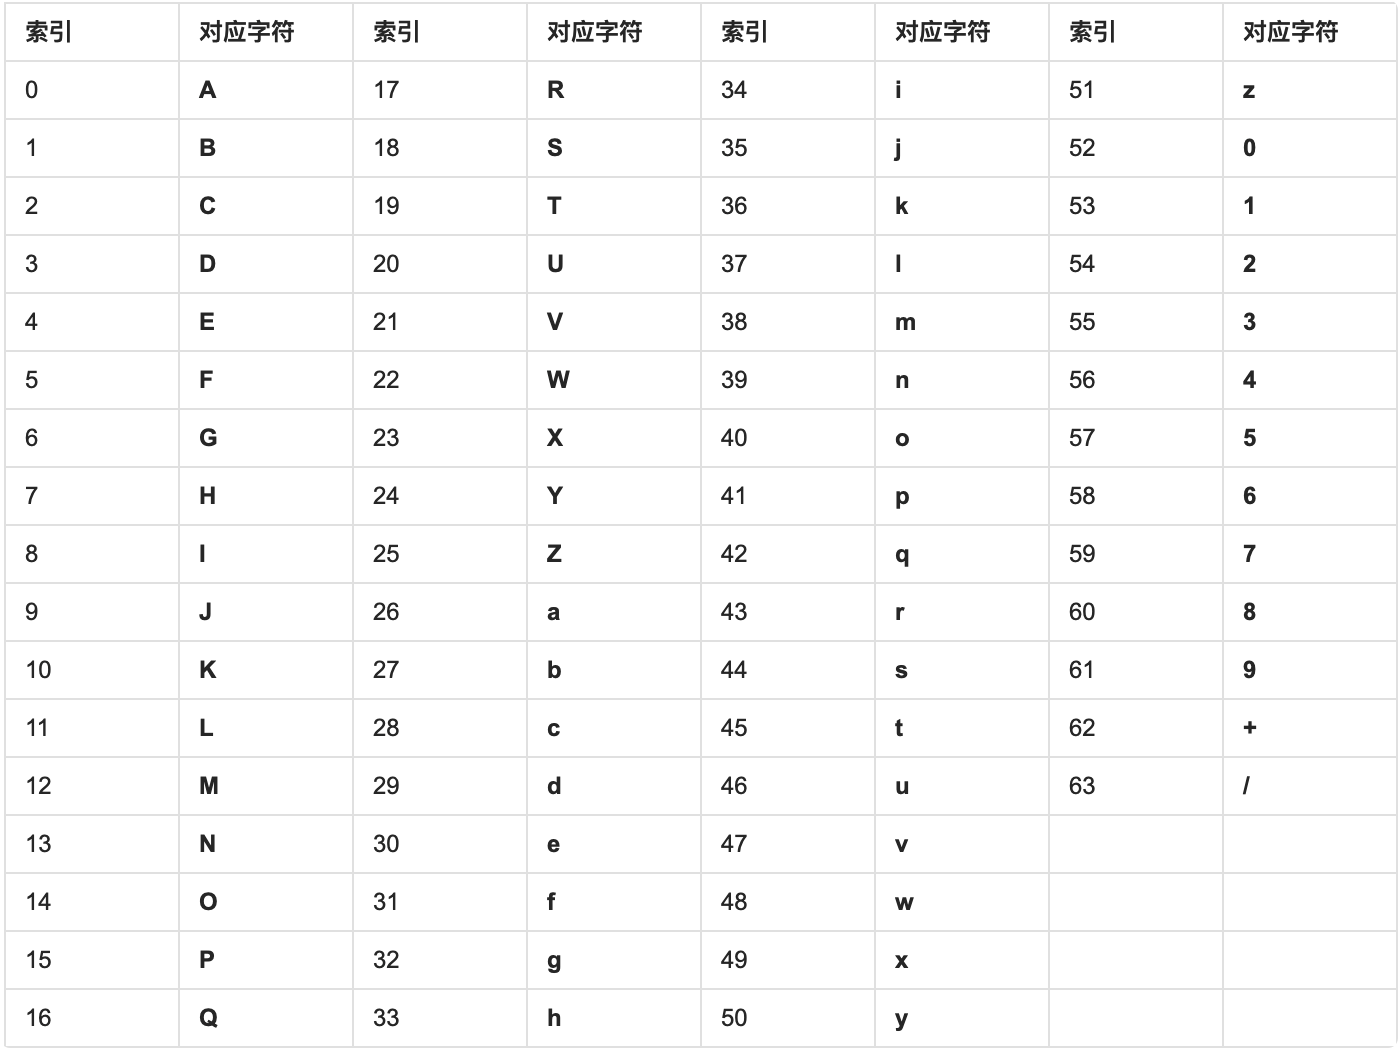 索引 对应字符 索引 对应字符 索引 对应字符 索引 对应字符
0 A 17 R 34 i 51 z
1 B 18 S 35 j 52 0
2 C 19 T 36 k 53 1
3 D 20 U 37 l 54 2
4 E 21 V 38 m 55 3
5 F 22 W 39 n 56 4
6 G 23 X 40 o 57 5
7 H 24 Y 41 p 58 6
8 I 25 Z 42 q 59 7
9 J 26 a 43 r 60 8
10 K 27 b 44 s 61 9
11 L 28 c 45 t 62 +
12 M 29 d 46 u 63 /
13 N 30 e 47 v
14 O 31 f 48 w
15 P 32 g 49 x
16 Q 33 h 50 y